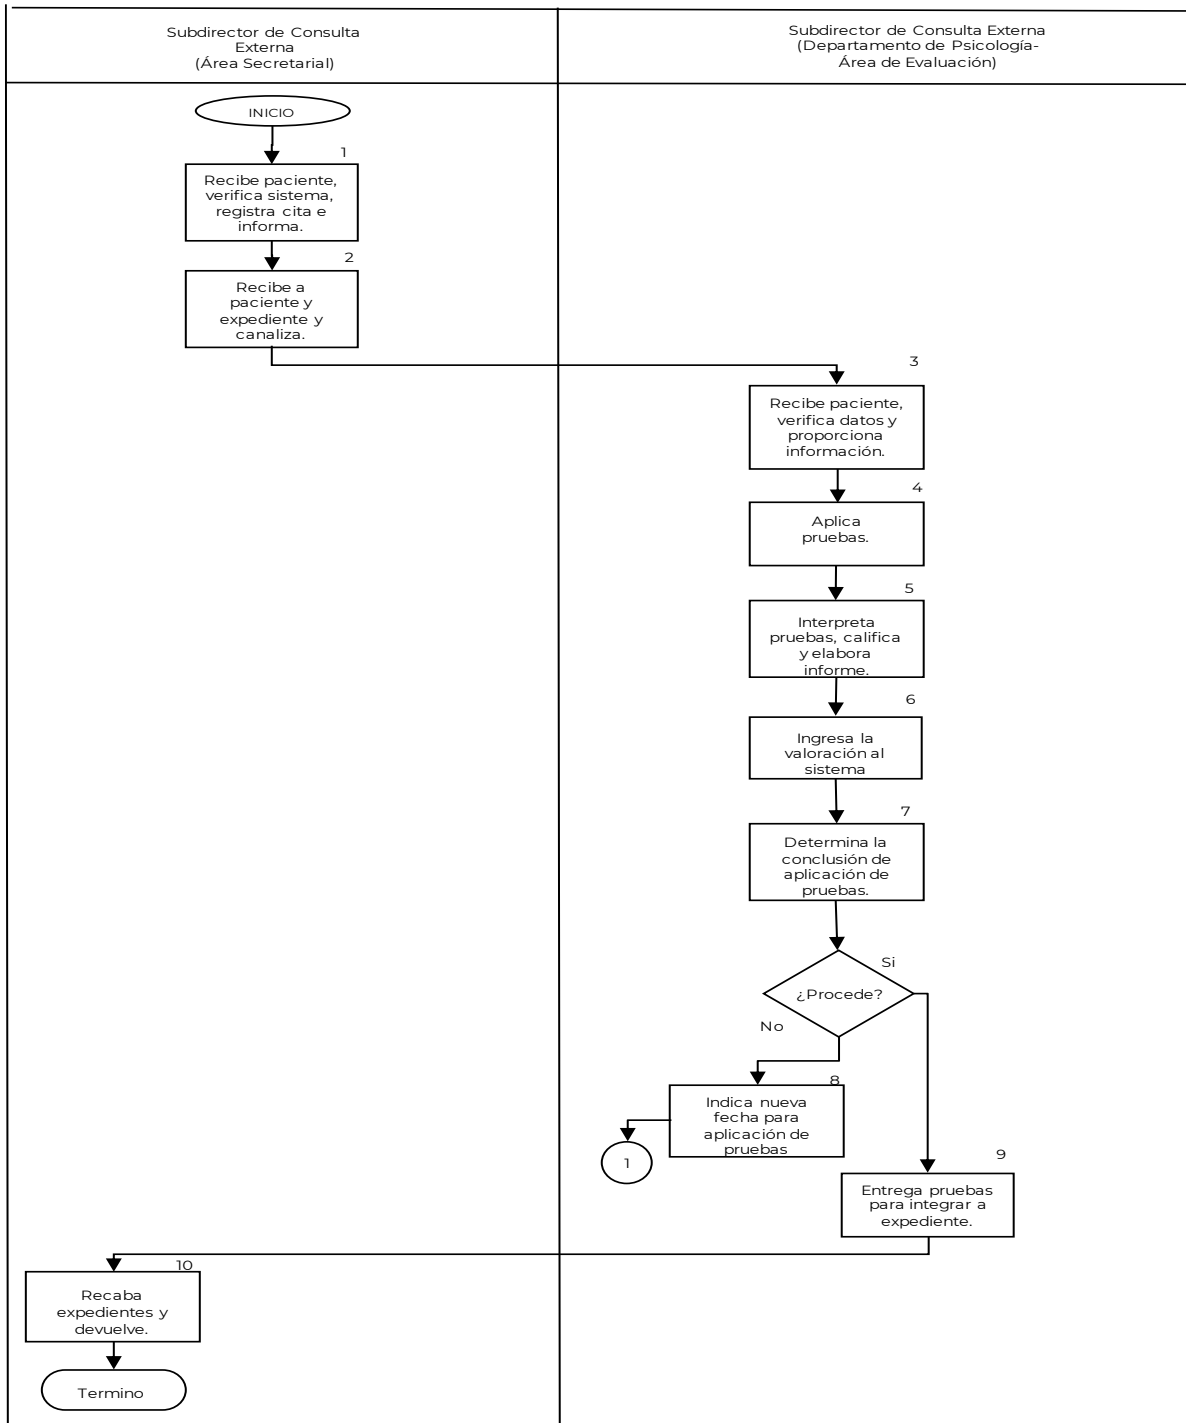 Subdirector de Consulta
Externa
(Área Secretarial)
Subdirector de Consulta Externa
(Departamento de Psicología-
Área de Evaluación)
INICIO
1
Recibe paciente,
verifica sistema,
registra cita e
informa.
2
Recibe a
paciente y
expediente y
canaliza.
3
Recibe paciente,
verifica datos y
proporciona
información.
4
Aplica
pruebas.
5
Interpreta
pruebas, califica
y elabora
informe.
6
Ingresa la
valoración al
sistema
7
Determina la
conclusión de
aplicación de
pruebas.
Si
¿Procede?
No
8
Indica nueva
fecha para
aplicación de
pruebas
1
9
Entrega pruebas
para integrar a
expediente.
10
Recaba
expedientes y
devuelve.
Termino